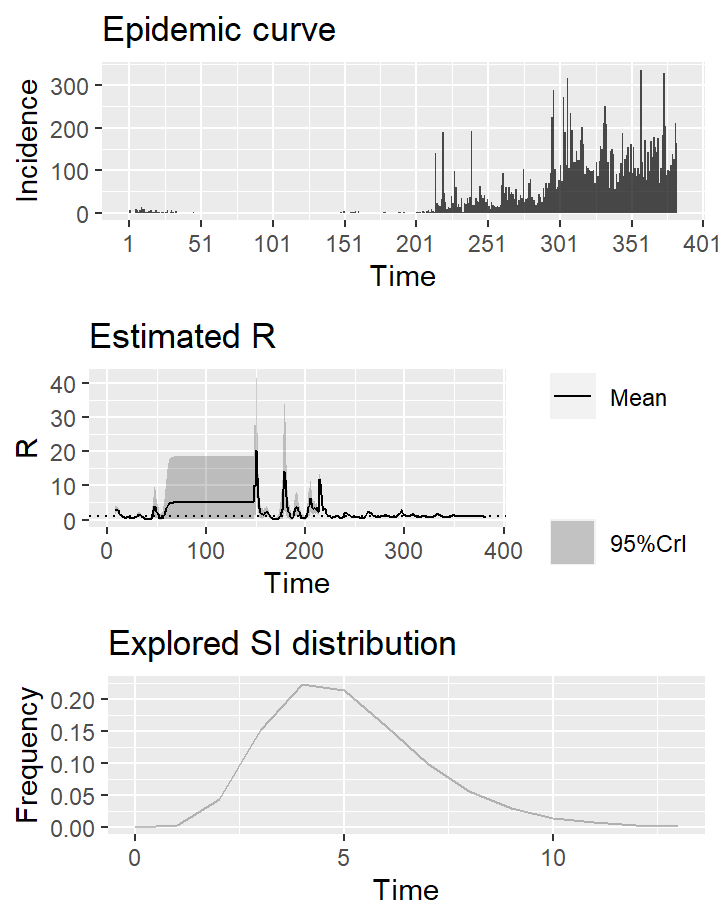 Epidemic curve
Incidence
300
200
100
0
1 51 101 151 201 251 301 351 401
Time
Estimated R
R
40
30
20
10
0
0 100 200 300 400
Time
Mean
95%CrI
Explored SI distribution
Frequency
0.20
0.15
0.10
0.05
0.00
0 5 10
Time